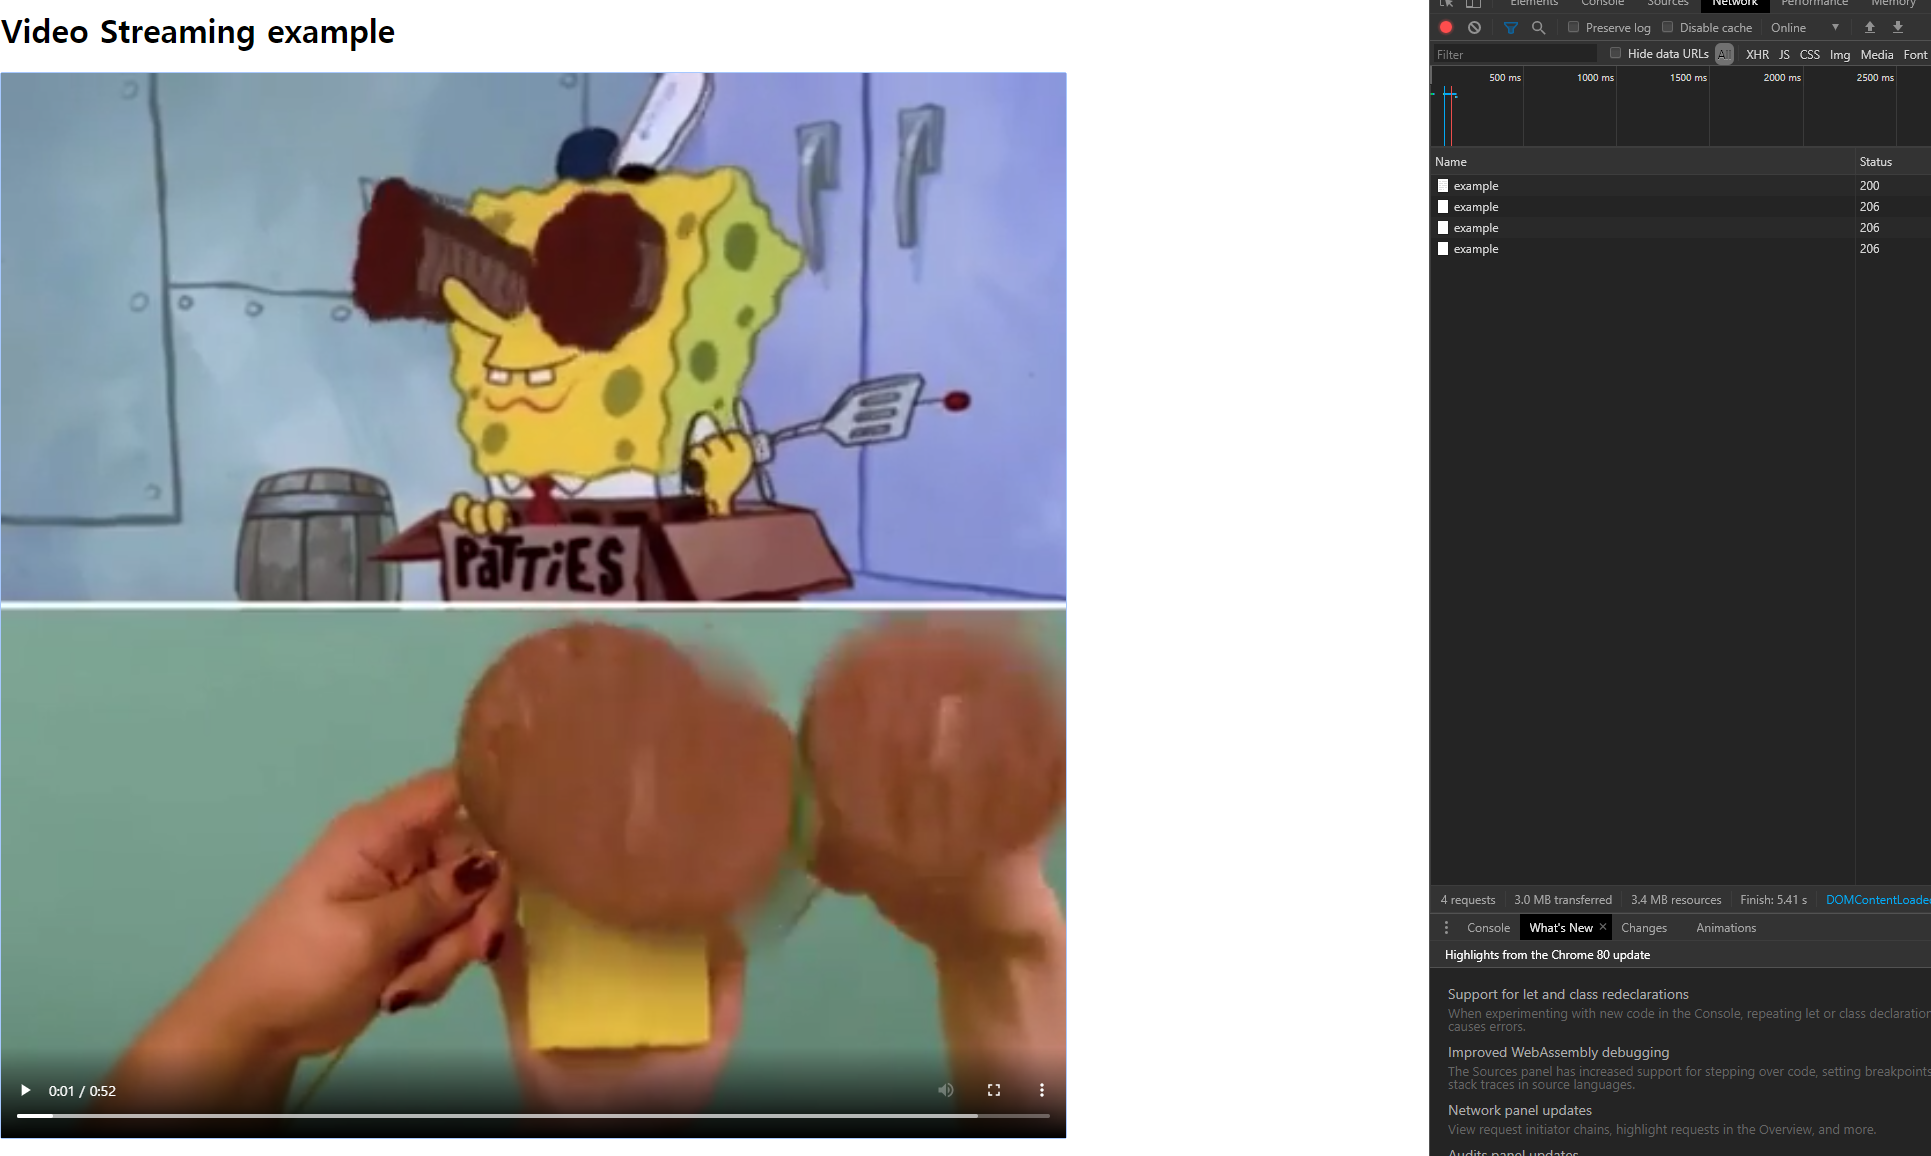 Video Streaming example
PaTTiES
0:01 / 0:52
Elements Console Sources Network Performance Memory
Preserve log Disable cache Online
Filter Hide data URLs All XHR JS CSS Img Media Font
500 ms 1000 ms 1500 ms 2000 ms 2500 ms
Name Status
example 200
example 206
example 206
example 206
4 requests 3.0 MB transferred 3.4 MB resources Finish: 5.41 s DOMContentLoade
Console What's New × Changes Animations
Highlights from the Chrome 80 update
Support for let and class redeclarations
When experimenting with new code in the Console, repeating let or class declaration
causes errors.
Improved WebAssembly debugging
The Sources panel has increased support for stepping over code, setting breakpoints
stack traces in source languages.
Network panel updates
View request initiator chains, highlight requests in the Overview, and more.
Audits panel updates